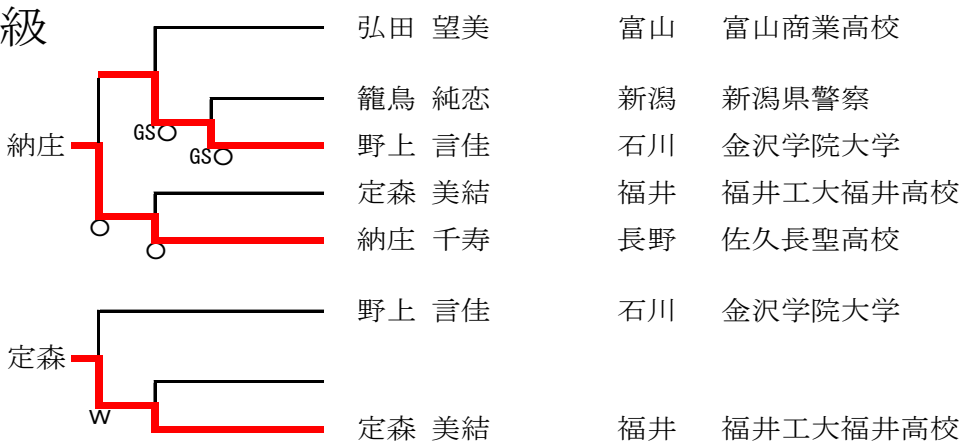 級
弘田 望美 富山 富山商業高校
籠島 純恋 新潟 新潟県警察
GS○
納庄
野上 言佳 石川 金沢学院大学
GS○
定森 美結 福井 福井工大福井高校
○
納庄 千寿 長野 佐久長聖高校
○
野上 言佳 石川 金沢学院大学
定森
W
定森 美結 福井 福井工大福井高校